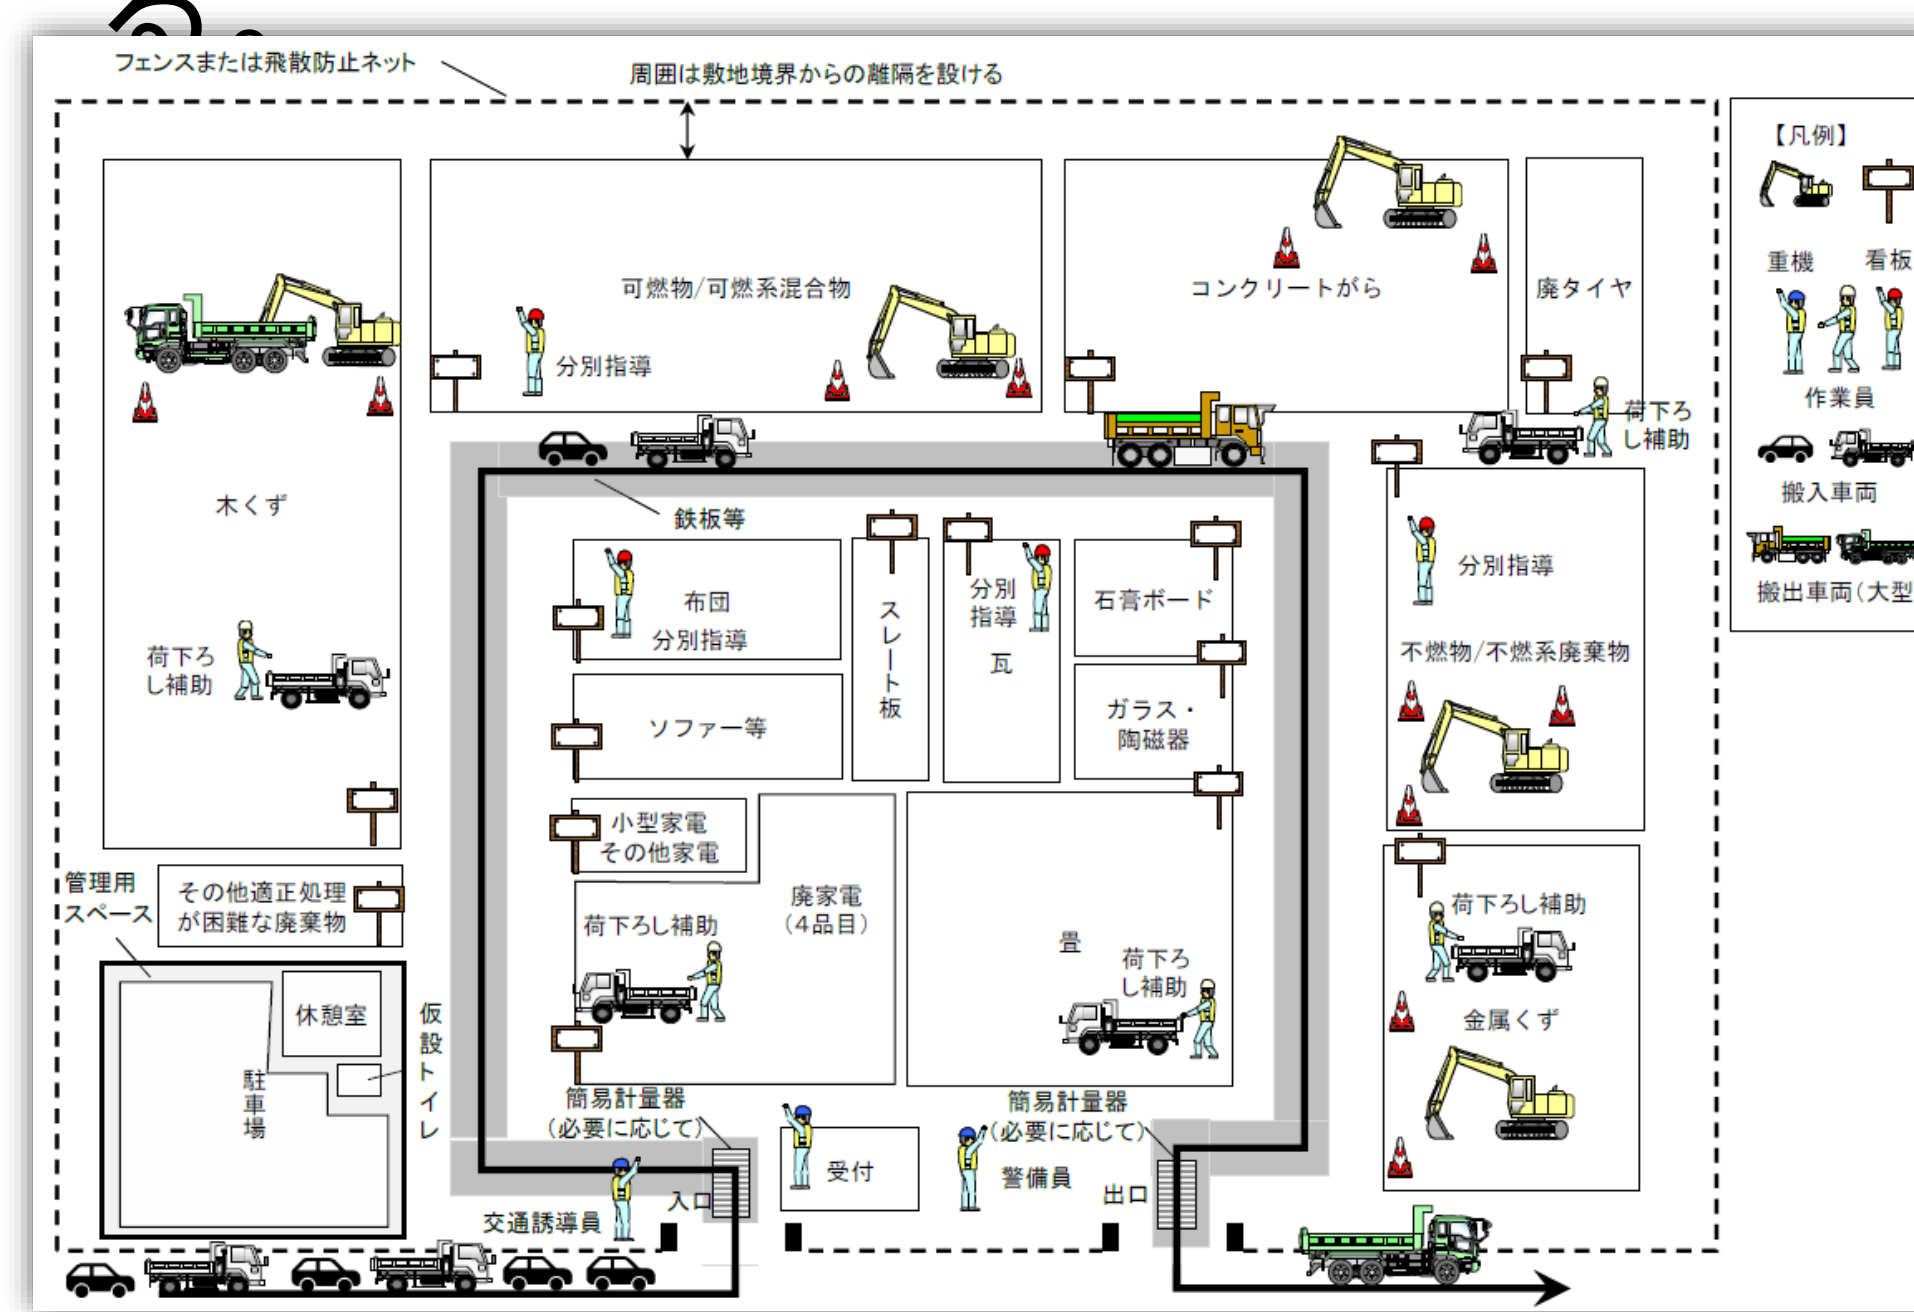 フェンスまたは飛散防止ネット
周囲は敷地境界からの離隔を設ける
【凡例】
重機
看板
作業員
搬入車両
搬出車両(大型
可燃物/可燃系混合物
分別指導
コンクリートがら
廃タイヤ
荷下ろ
し補助
木くず
鉄板等
荷下ろ
し補助
布団
分別指導
スレート板
分別
指導
瓦
石膏ボード
ガラス・
陶磁器
ソファー等
小型家電
その他家電
廃家電
(4品目)
荷下ろし補助
畳
荷下ろ
し補助
分別指導
不燃物/不燃系廃棄物
荷下ろし補助
金属くず
管理用
スペース
その他適正処理
が困難な廃棄物
休憩室
仮設トイレ
駐車場
簡易計量器
(必要に応じて)
簡易計量器
(必要に応じて)
受付
警備員
入口
出口
交通誘導員